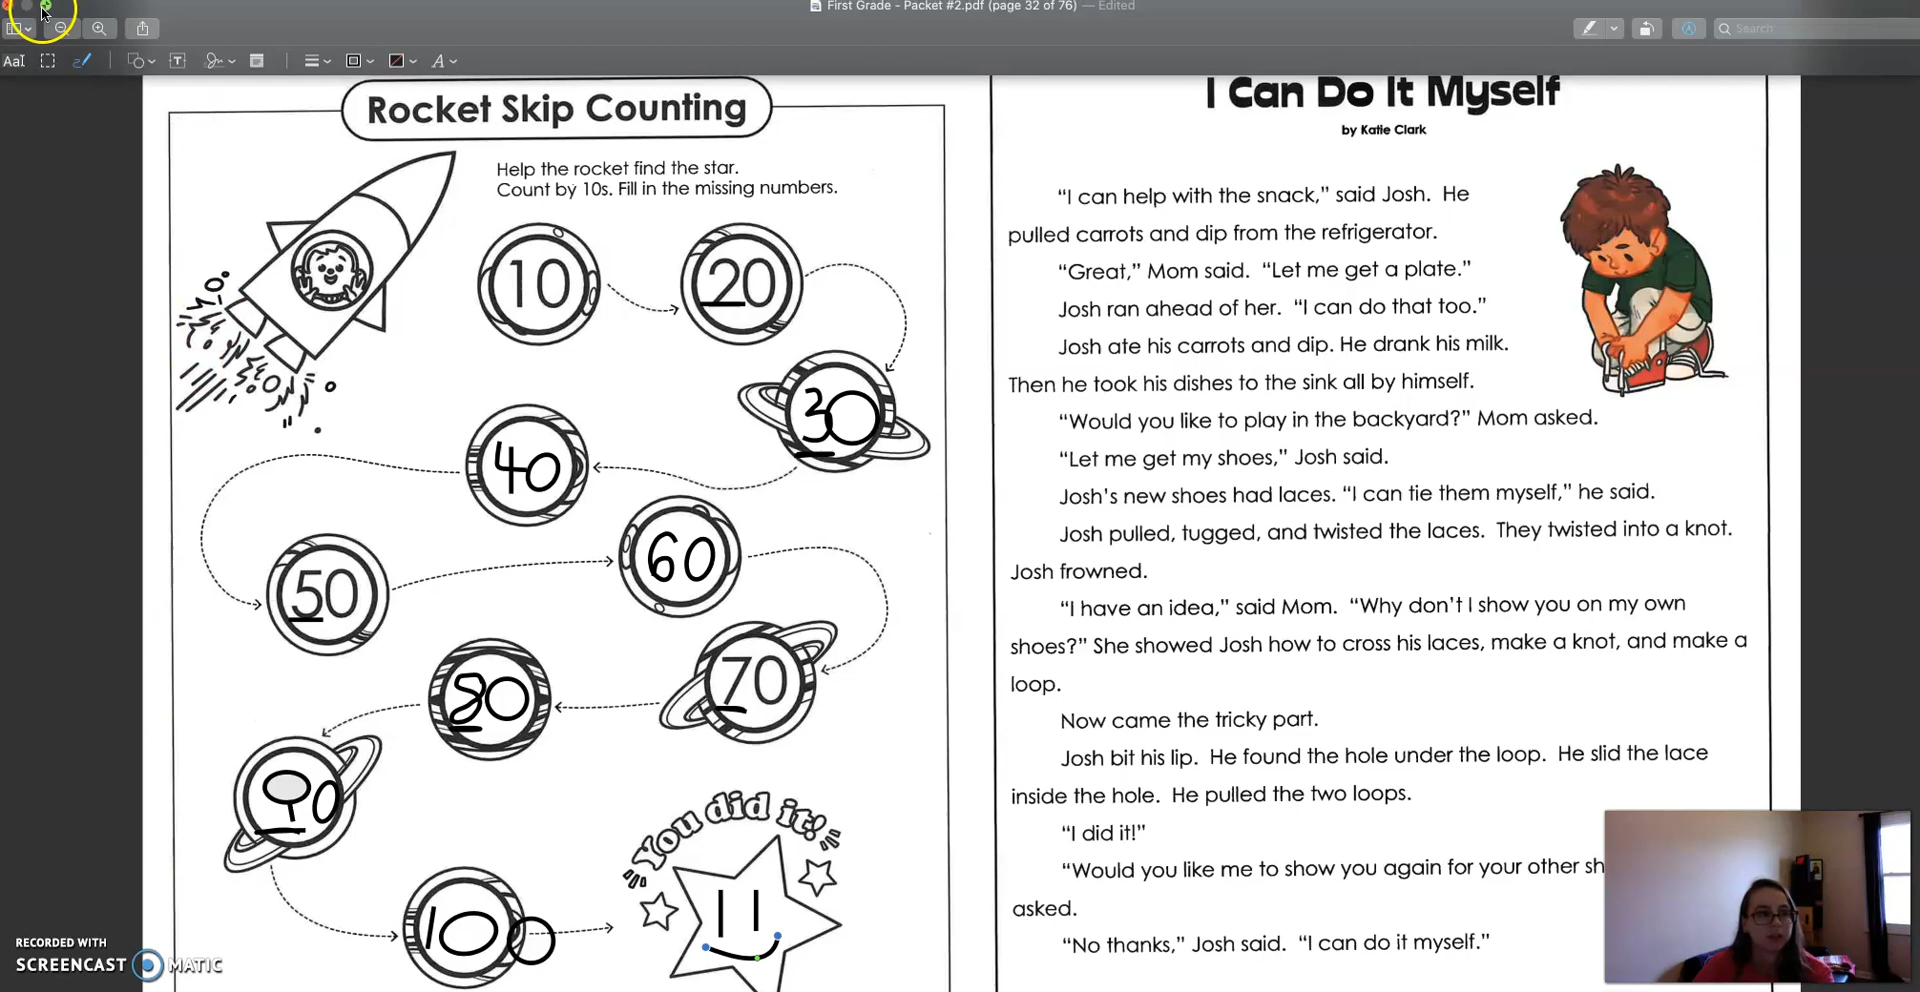 First Grade - Packet #2.pdf (page 32 of 76) — Edited
Search
AaI
T
A
Rocket Skip Counting
Help the rocket find the star.
Count by 10s. Fill in the missing numbers.
10
20
30
40
50
60
70
80
90
100
You did it!
I Can Do It Myself
by Katie Clark
“I can help with the snack,” said Josh. He
pulled carrots and dip from the refrigerator.
“Great,” Mom said. “Let me get a plate.”
Josh ran ahead of her. “I can do that too.”
Josh ate his carrots and dip. He drank his milk.
Then he took his dishes to the sink all by himself.
“Would you like to play in the backyard?” Mom asked.
“Let me get my shoes,” Josh said.
Josh’s new shoes had laces. “I can tie them myself,” he said.
Josh pulled, tugged, and twisted the laces. They twisted into a knot.
Josh frowned.
“I have an idea,” said Mom. “Why don’t I show you on my own
shoes?” She showed Josh how to cross his laces, make a knot, and make a
loop.
Now came the tricky part.
Josh bit his lip. He found the hole under the loop. He slid the lace
inside the hole. He pulled the two loops.
“I did it!”
“Would you like me to show you again for your other sh
asked.
“No thanks,” Josh said. “I can do it myself.”
RECORDED WITH
SCREENCAST MATIC